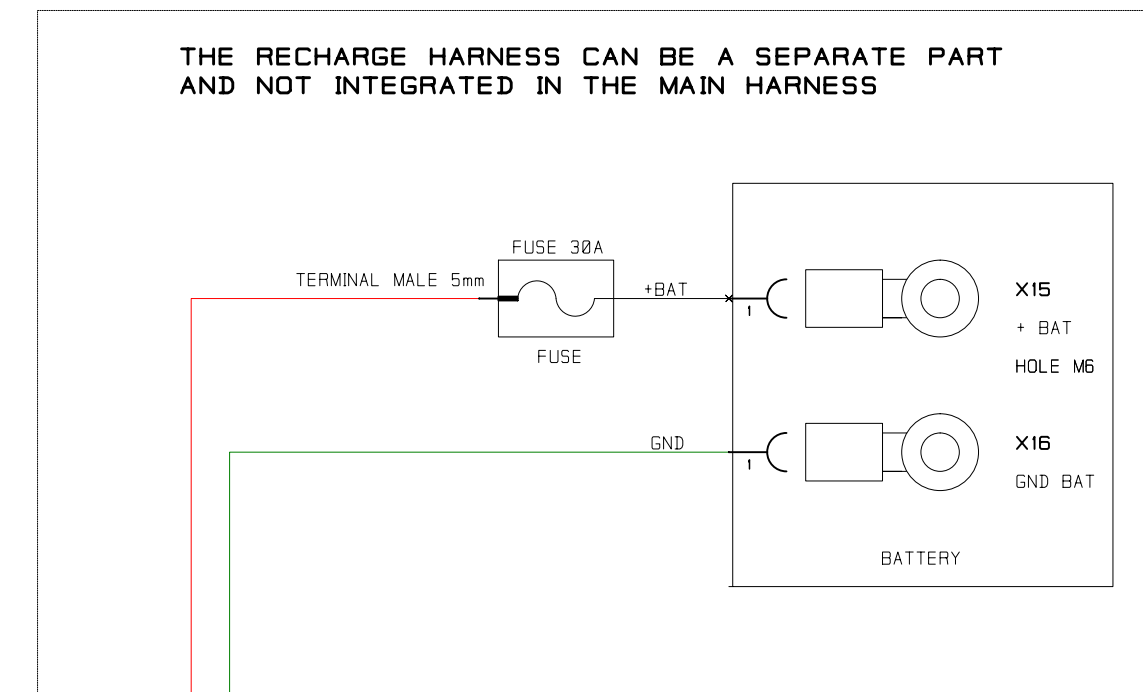 THE RECHARGE HARNESS CAN BE A SEPARATE PART
AND NOT INTEGRATED IN THE MAIN HARNESS
FUSE 30A
TERMINAL MALE 5mm
+BAT
1
X15
+ BAT
HOLE M6
FUSE
GND
1
X16
GND BAT
BATTERY